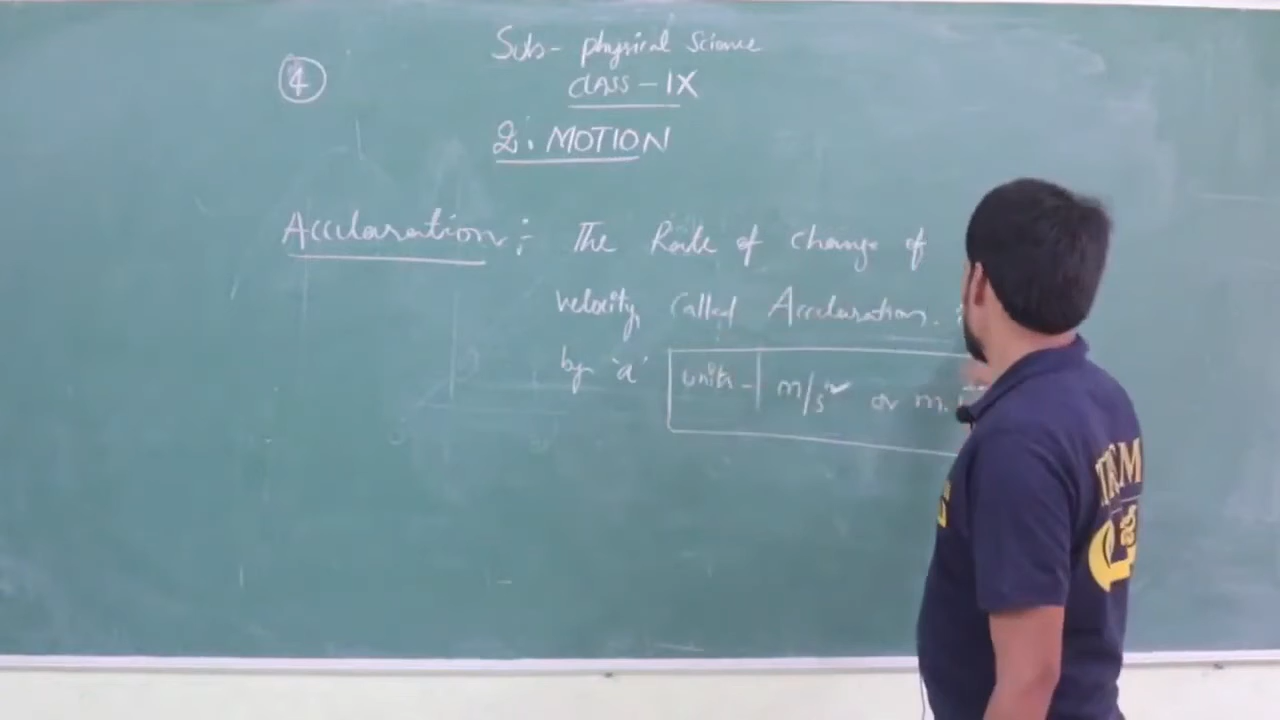 4
Sub- physical Science
CLASS - IX
2. MOTION
Accelaration :- The Rate of change of
velocity called Acceleration.
by 'a' units - m/s² or m.